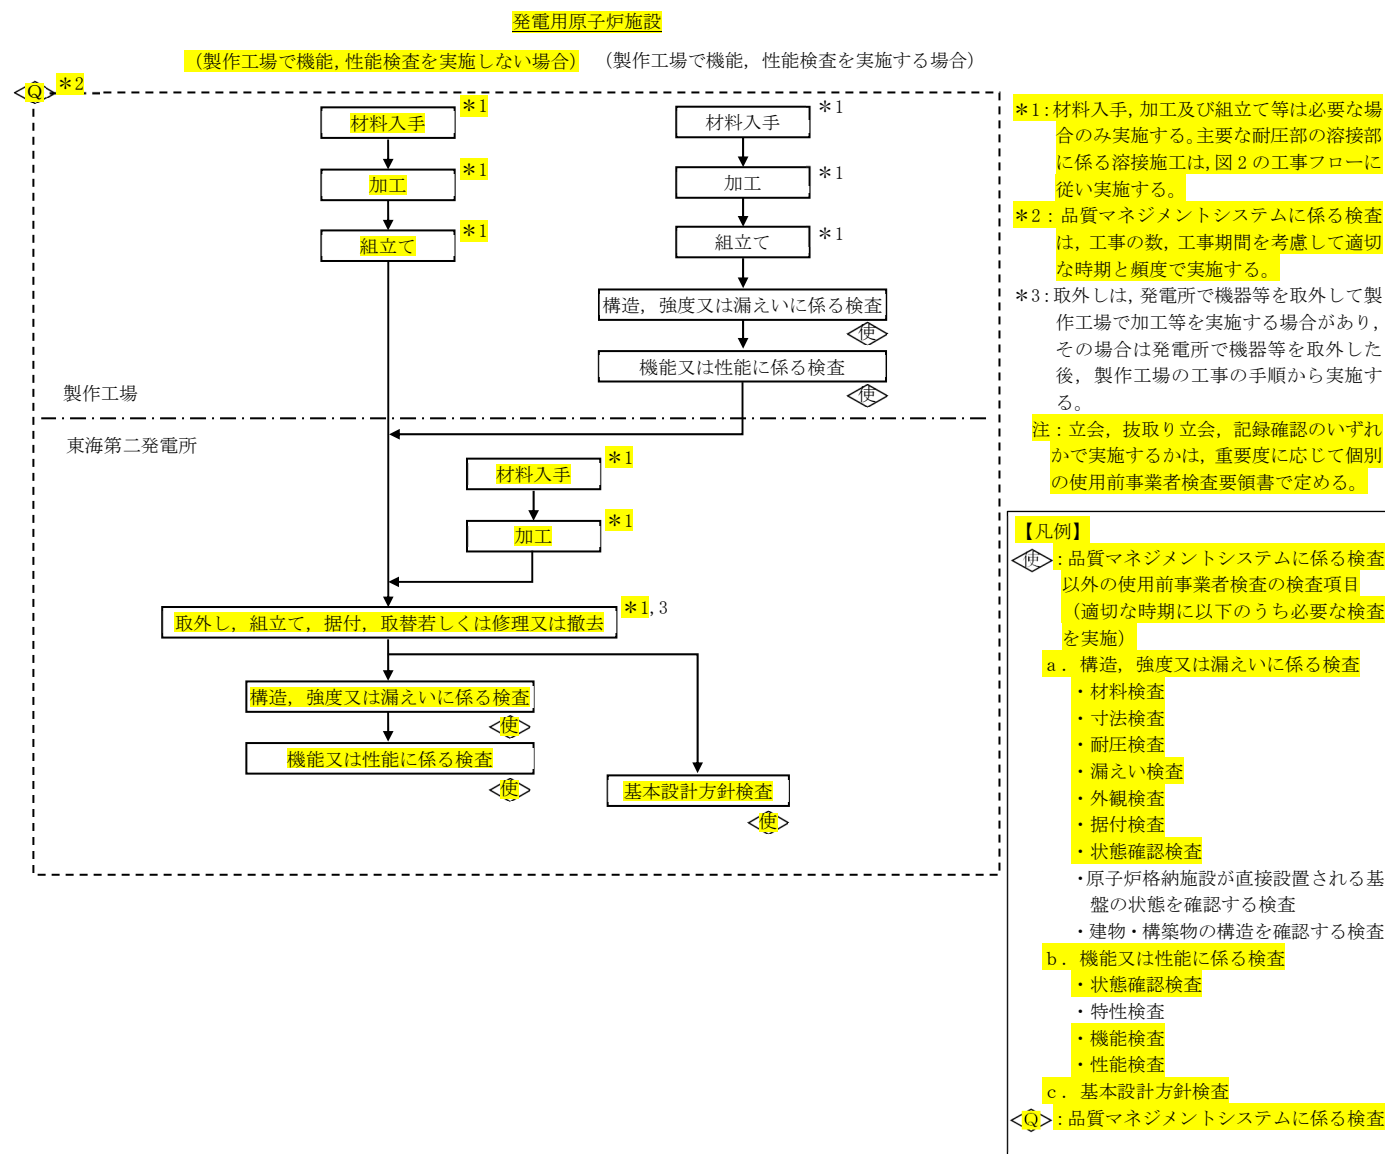 発電用原子炉施設
(製作工場で機能,性能検査を実施しない場合) (製作工場で機能,性能検査を実施する場合)
Q *2
材料入手 *1
加工 *1
組立て *1
材料入手 *1
加工 *1
組立て *1
構造,強度又は漏えいに係る検査
使
機能又は性能に係る検査
使
製作工場
東海第二発電所
材料入手 *1
加工 *1
取外し,組立て,据付,取替若しくは修理又は撤去 *1,3
構造,強度又は漏えいに係る検査
使
機能又は性能に係る検査
使
基本設計方針検査
使
*1:材料入手,加工及び組立て等は必要な場
合のみ実施する。主要な耐圧部の溶接部
に係る溶接施工は,図2の工事フローに
従い実施する。
*2:品質マネジメントシステムに係る検査
は,工事の数,工事期間を考慮して適切
な時期と頻度で実施する。
*3:取外しは,発電所で機器等を取外して製
作工場で加工等を実施する場合があり,
その場合は発電所で機器等を取外した
後,製作工場の工事の手順から実施す
る。
注:立会,抜取り立会,記録確認のいずれ
かで実施するかは,重要度に応じて個別
の使用前事業者検査要領書で定める。
【凡例】
使:品質マネジメントシステムに係る検査
以外の使用前事業者検査の検査項目
(適切な時期に以下のうち必要な検査
を実施)
a.構造,強度又は漏えいに係る検査
・材料検査
・寸法検査
・耐圧検査
・漏えい検査
・外観検査
・据付検査
・状態確認検査
・原子炉格納施設が直接設置される基
盤の状態を確認する検査
・建物・構築物の構造を確認する検査
b.機能又は性能に係る検査
・状態確認検査
・特性検査
・機能検査
・性能検査
c.基本設計方針検査
Q:品質マネジメントシステムに係る検査